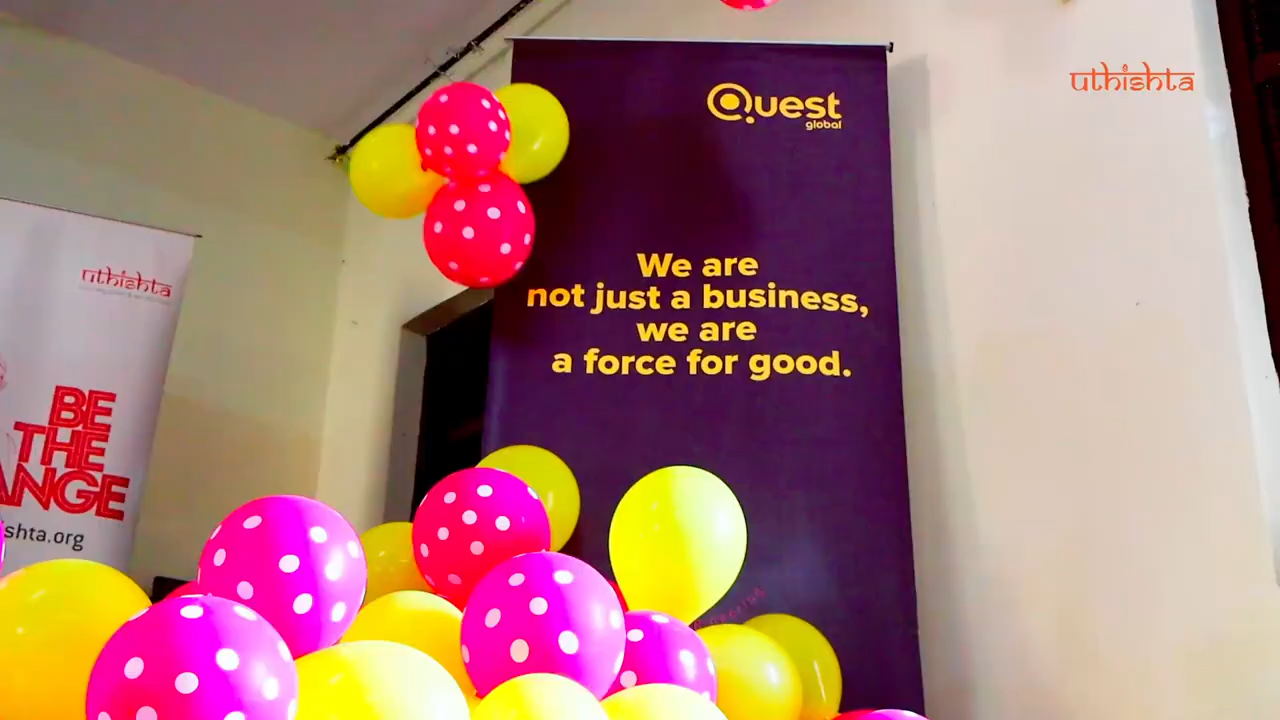 Quest
global
uthishta
We are
not just a business,
we are
a force for good.
uthishta
BE
THE
ANGE
shta.org